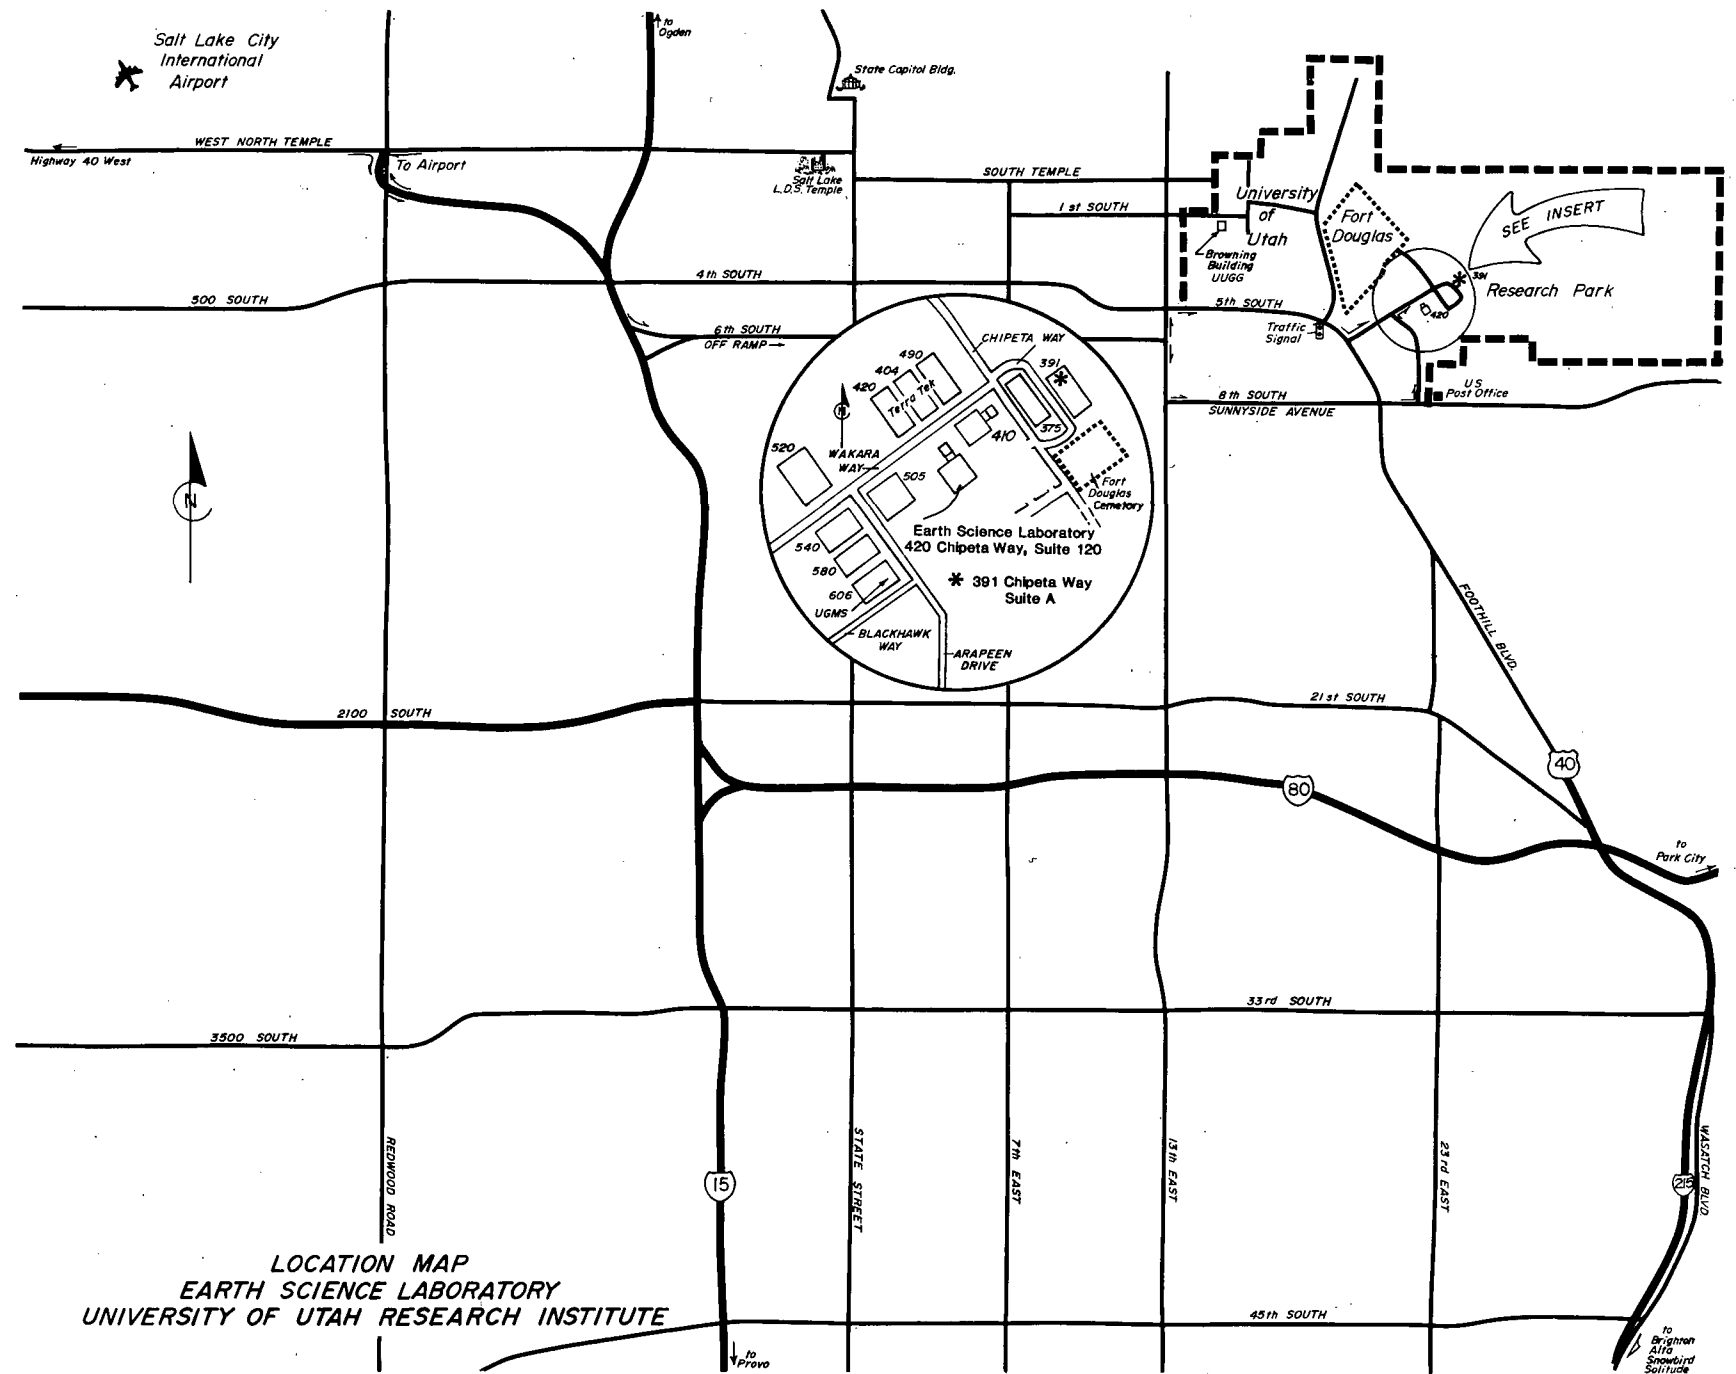 to
Ogden
Salt Lake City
International
Airport
State Capitol Bldg.
WEST NORTH TEMPLE
Highway 40 West
To Airport
Salt Lake
L.D.S. Temple
SOUTH TEMPLE
1st SOUTH
University
of
Utah
Fort
Douglas
SEE INSERT
Browning
Building
UUGG
391
Research Park
420
4th SOUTH
500 SOUTH
5th SOUTH
Traffic
Signal
6th SOUTH
OFF RAMP
US
Post Office
8th SOUTH
SUNNYSIDE AVENUE
CHIPETA WAY
490
404
420
Terra Tek
391
375
410
N
520
WAKARA
WAY
505
Fort
Douglas
Cemetory
Earth Science Laboratory
420 Chipeta Way, Suite 120
540
580
606
UGMS
* 391 Chipeta Way
Suite A
BLACKHAWK
WAY
ARAPEEN
DRIVE
N
FOOTHILL BLVD.
2100 SOUTH
21st SOUTH
40
80
to
Park City
33rd SOUTH
3500 SOUTH
REDWOOD ROAD
15
STATE STREET
7th EAST
13th EAST
23rd EAST
215
WASATCH BLVD.
LOCATION MAP
EARTH SCIENCE LABORATORY
UNIVERSITY OF UTAH RESEARCH INSTITUTE
45th SOUTH
to
Provo
to
Brighton
Alta
Snowbird
Solitude